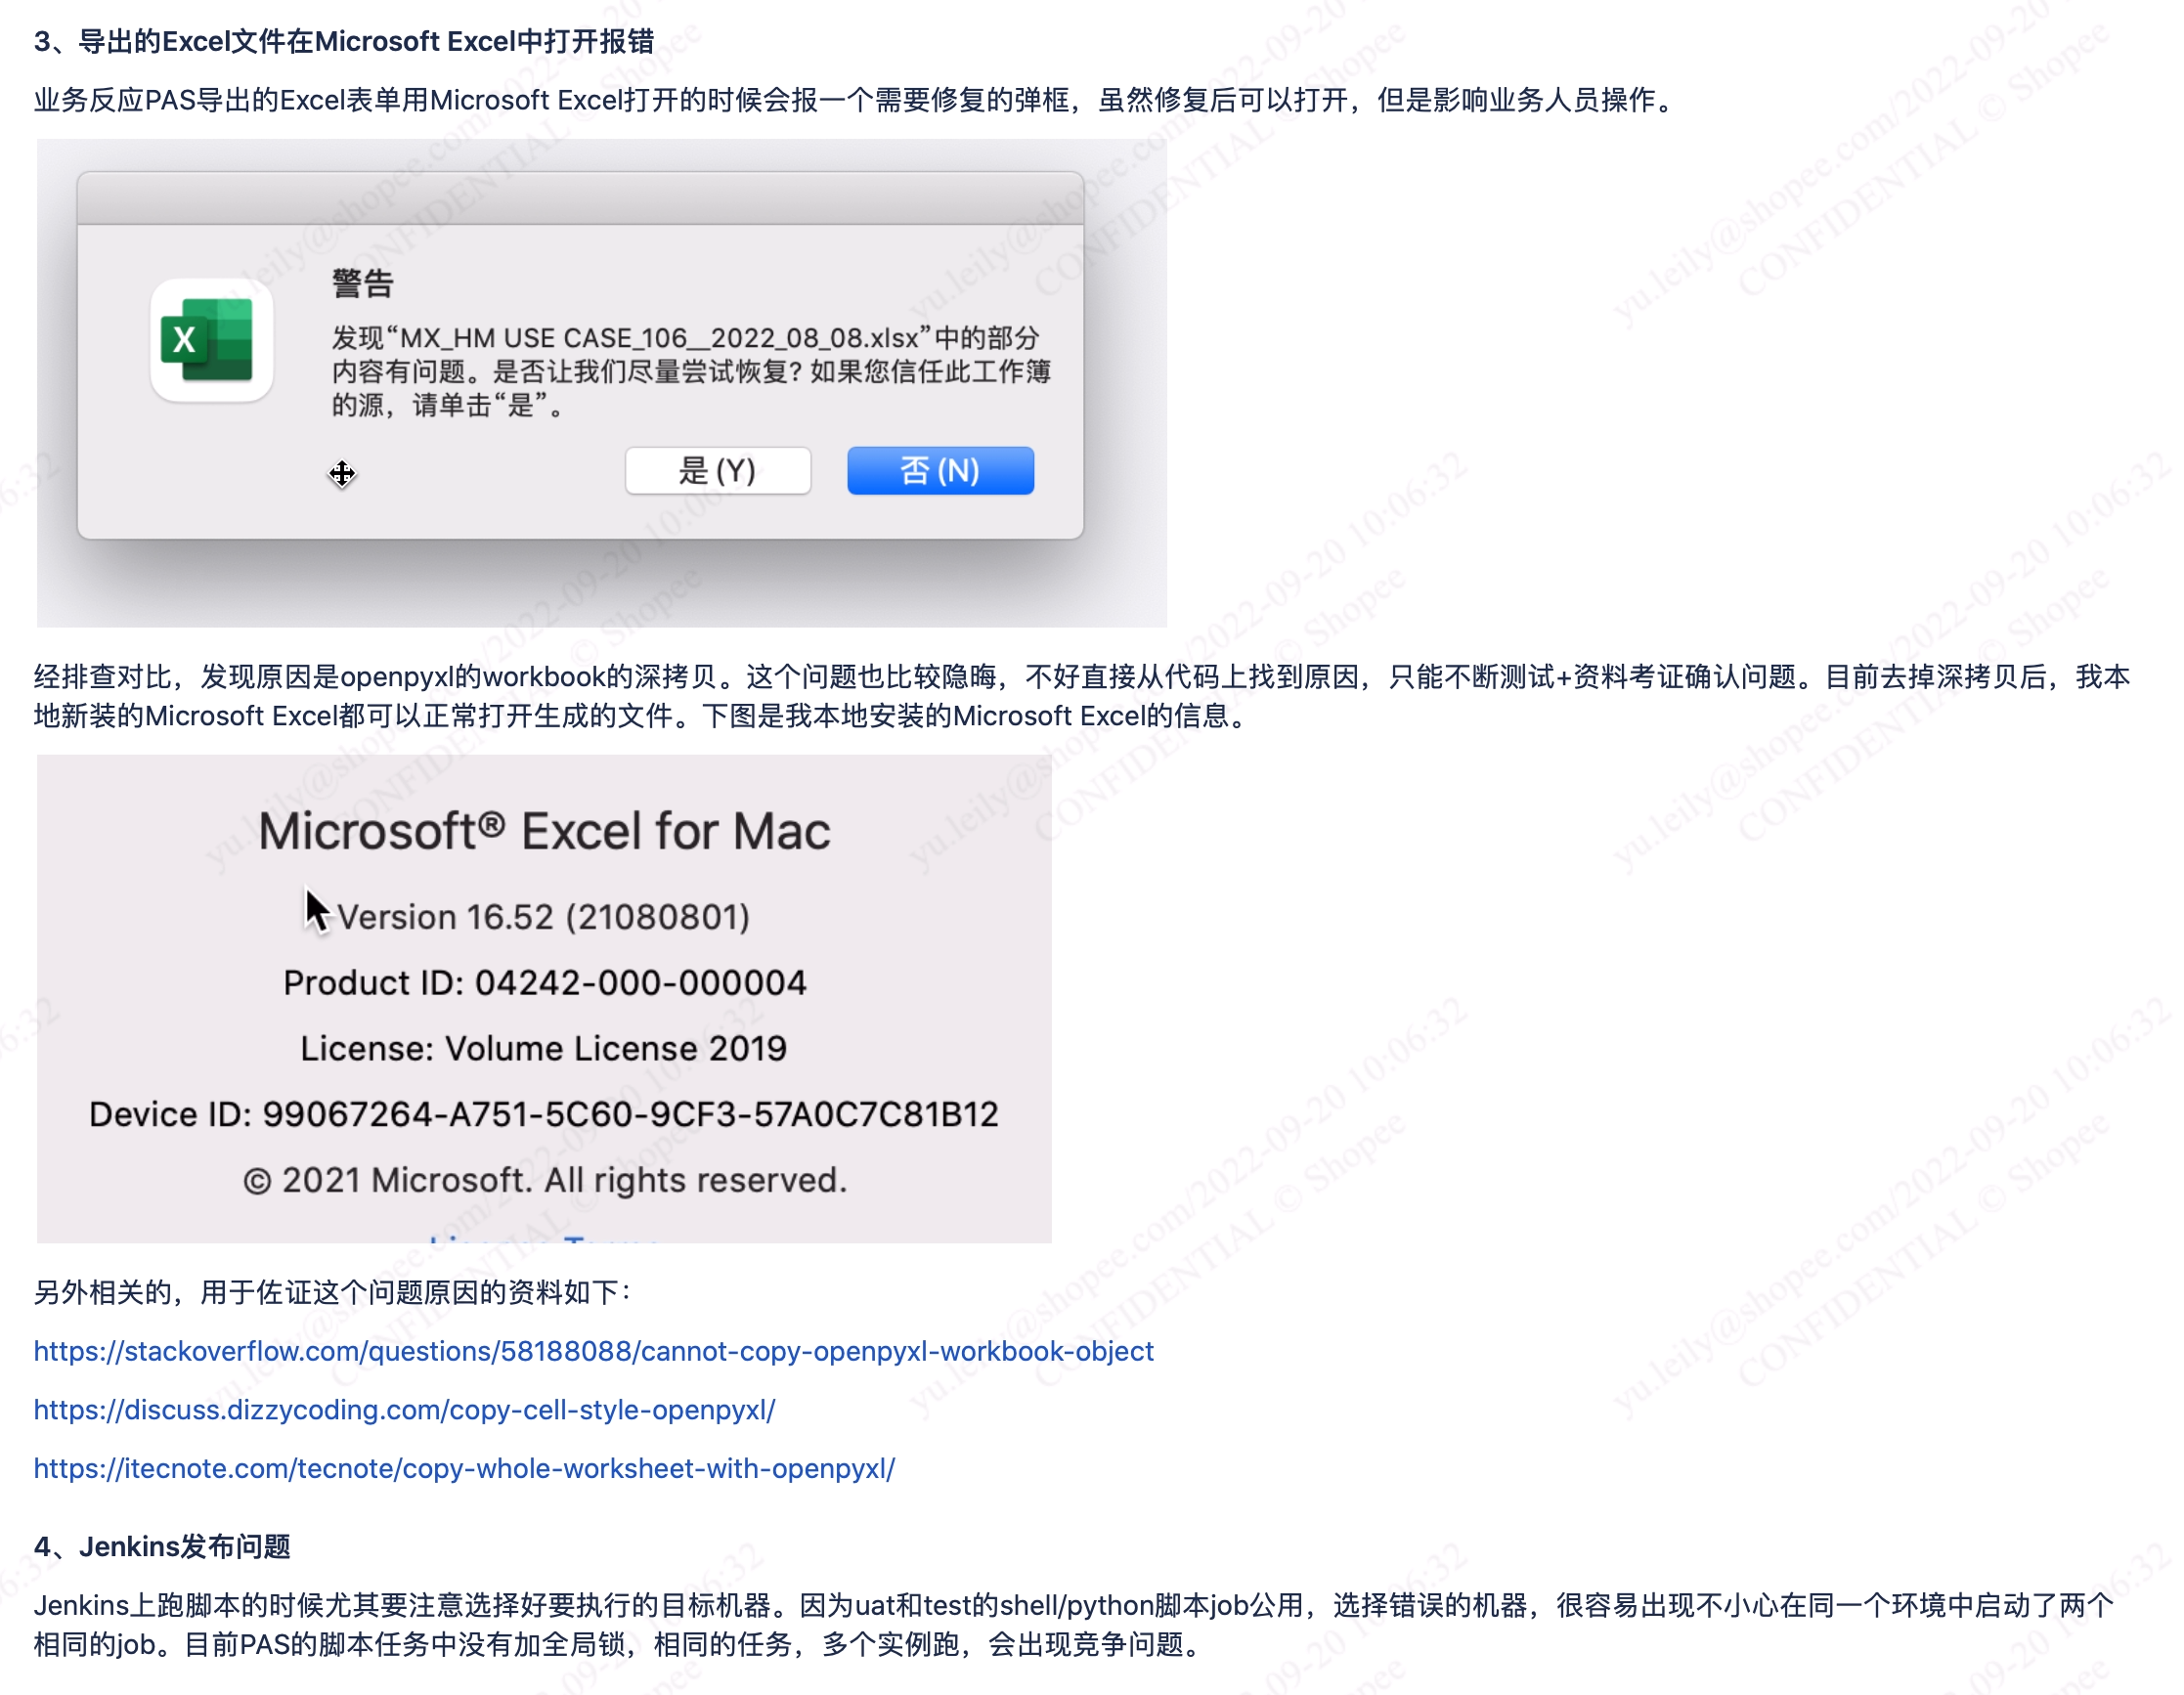 3、导出的Excel文件在Microsoft Excel中打开报错
业务反应PAS导出的Excel表单用Microsoft Excel打开的时候会报一个需要修复的弹框，虽然修复后可以打开，但是影响业务人员操作。
警告
发现“MX_HM USE CASE_106__2022_08_08.xlsx”中的部分
内容有问题。是否让我们尽量尝试恢复? 如果您信任此工作簿
的源，请单击“是”。
是 (Y)
否 (N)
经排查对比，发现原因是openpyxl的workbook的深拷贝。这个问题也比较隐晦，不好直接从代码上找到原因，只能不断测试+资料考证确认问题。目前去掉深拷贝后，我本
地新装的Microsoft Excel都可以正常打开生成的文件。下图是我本地安装的Microsoft Excel的信息。
Microsoft® Excel for Mac
Version 16.52 (21080801)
Product ID: 04242-000-000004
License: Volume License 2019
Device ID: 99067264-A751-5C60-9CF3-57A0C7C81B12
© 2021 Microsoft. All rights reserved.
另外相关的，用于佐证这个问题原因的资料如下：
https://stackoverflow.com/questions/58188088/cannot-copy-openpyxl-workbook-object
https://discuss.dizzycoding.com/copy-cell-style-openpyxl/
https://itecnote.com/tecnote/copy-whole-worksheet-with-openpyxl/
4、Jenkins发布问题
Jenkins上跑脚本的时候尤其要注意选择好要执行的目标机器。因为uat和test的shell/python脚本job公用，选择错误的机器，很容易出现不小心在同一个环境中启动了两个
相同的job。目前PAS的脚本任务中没有加全局锁，相同的任务，多个实例跑，会出现竞争问题。
yu.leily@shopee.com/2022-09-20 10:06:32
CONFIDENTIAL © Shopee